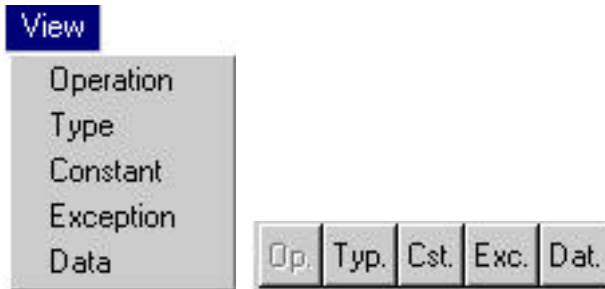 View
Operation
Type
Constant
Exception
Data
Op. Typ. Cst. Exc. Dat.